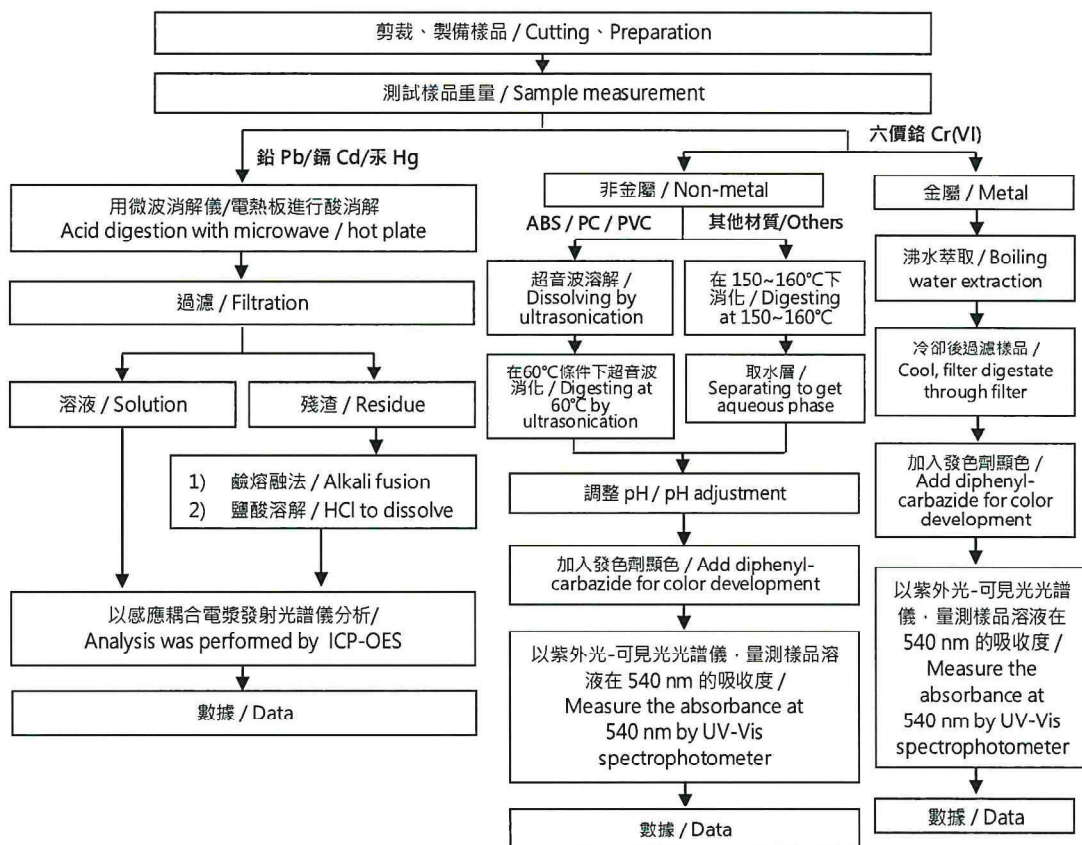 剪裁、製備樣品 / Cutting、Preparation
測試樣品重量 / Sample measurement
鉛 Pb/鎘 Cd/汞 Hg
六價鉻 Cr(VI)
用微波消解儀/電熱板進行酸消解
Acid digestion with microwave / hot plate
過濾 / Filtration
溶液 / Solution
殘渣 / Residue
1) 鹼熔融法 / Alkali fusion
2) 鹽酸溶解 / HCl to dissolve
以感應耦合電漿發射光譜儀分析/
Analysis was performed by ICP-OES
數據 / Data
非金屬 / Non-metal
ABS / PC / PVC
其他材質/Others
超音波溶解 /
Dissolving by
ultrasonication
在60℃條件下超音波
消化 / Digesting at
60℃ by
ultrasonication
在 150~160℃下
消化 / Digesting
at 150~160℃
取水層 /
Separating to get
aqueous phase
調整 pH / pH adjustment
加入發色劑顯色 / Add diphenyl-
carbazide for color development
以紫外光-可見光光譜儀，量測樣品溶
液在 540 nm 的吸收度 /
Measure the absorbance at
540 nm by UV-Vis
spectrophotometer
數據 / Data
金屬 / Metal
沸水萃取 / Boiling
water extraction
冷卻後過濾樣品 /
Cool, filter digestate
through filter
加入發色劑顯色 /
Add diphenyl-
carbazide for color
development
以紫外光-可見光光譜
儀，量測樣品溶液在
540 nm 的吸收度 /
Measure the
absorbance at
540 nm by UV-Vis
spectrophotometer
數據 / Data